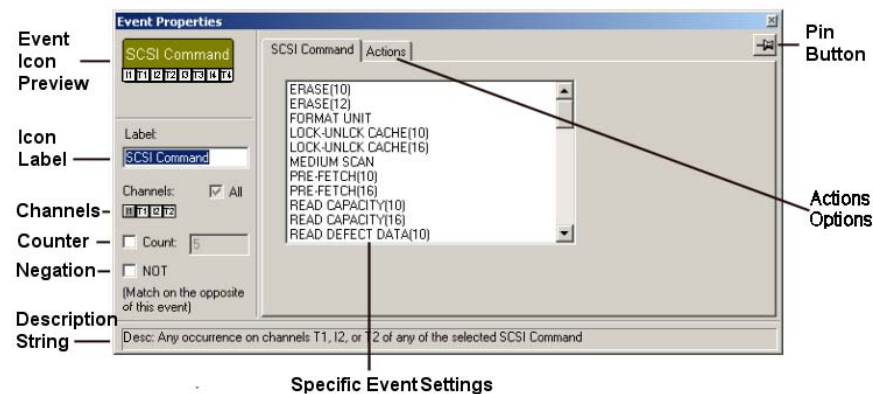 Event Properties
Event
Icon
Preview
SCSI Command
I1 T1 I2 T2 I3 T3 I4 T4
SCSI Command
Actions
Pin
Button
Icon
Label
Label:
SCSI Command
Channels
Channels:
All
I1 T1 I2 T2
Counter
Count:
5
Negation
NOT
(Match on the opposite
of this event)
ERASE(10)
ERASE(12)
FORMAT UNIT
LOCK-UNLCK CACHE(10)
LOCK-UNLCK CACHE(16)
MEDIUM SCAN
PRE-FETCH(10)
PRE-FETCH(16)
READ CAPACITY(10)
READ CAPACITY(16)
READ DEFECT DATA(10)
Actions
Options
Description
String
Desc: Any occurrence on channels T1, I2, or T2 of any of the selected SCSI Command
Specific Event Settings